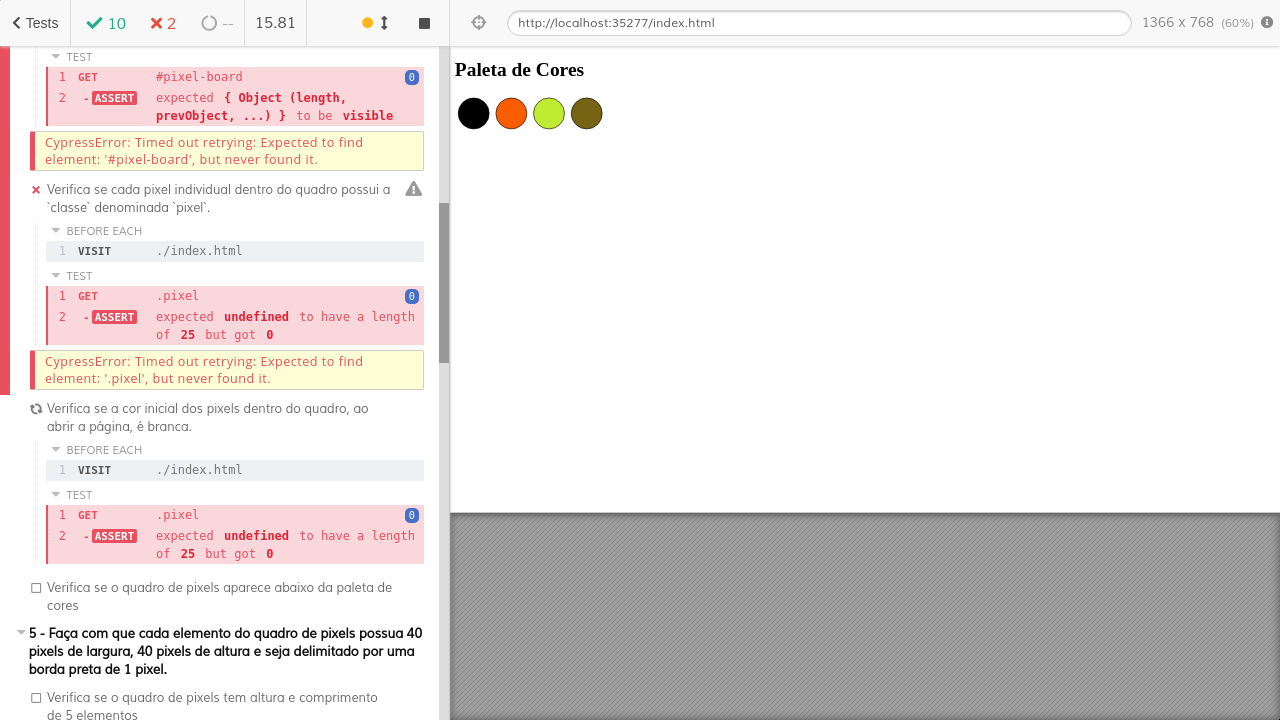 Tests 10 2 -- 15.81 http://localhost:35277/index.html 1366 x 768 (60%)
TEST
1 GET #pixel-board 0
2 -ASSERT expected { Object (length,
prevObject, ...) } to be visible
CypressError: Timed out retrying: Expected to find
element: '#pixel-board', but never found it.
Verifica se cada pixel individual dentro do quadro possui a
`classe` denominada `pixel`.
BEFORE EACH
1 VISIT ./index.html
TEST
1 GET .pixel 0
2 -ASSERT expected undefined to have a length
of 25 but got 0
CypressError: Timed out retrying: Expected to find
element: '.pixel', but never found it.
Verifica se a cor inicial dos pixels dentro do quadro, ao
abrir a página, é branca.
BEFORE EACH
1 VISIT ./index.html
TEST
1 GET .pixel 0
2 -ASSERT expected undefined to have a length
of 25 but got 0
Verifica se o quadro de pixels aparece abaixo da paleta de
cores
5 - Faça com que cada elemento do quadro de pixels possua 40
pixels de largura, 40 pixels de altura e seja delimitado por uma
borda preta de 1 pixel.
Verifica se o quadro de pixels tem altura e comprimento
de 5 elementos
Paleta de Cores